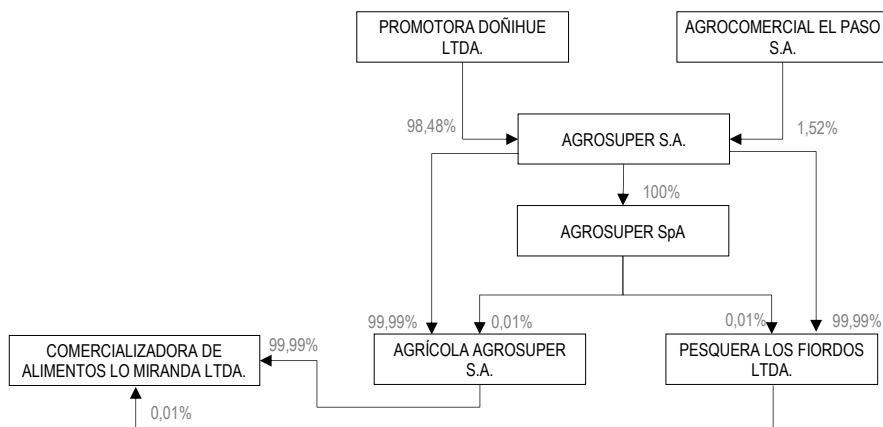 PROMOTORA DOÑIHUE
LTDA.
AGROCOMERCIAL EL PASO
S.A.
98,48%
1,52%
AGROSUPER S.A.
100%
AGROSUPER SpA
99,99%
0,01%
0,01%
99,99%
COMERCIALIZADORA DE
ALIMENTOS LO MIRANDA LTDA.
99,99%
AGRÍCOLA AGROSUPER
S.A.
PESQUERA LOS FIORDOS
LTDA.
0,01%